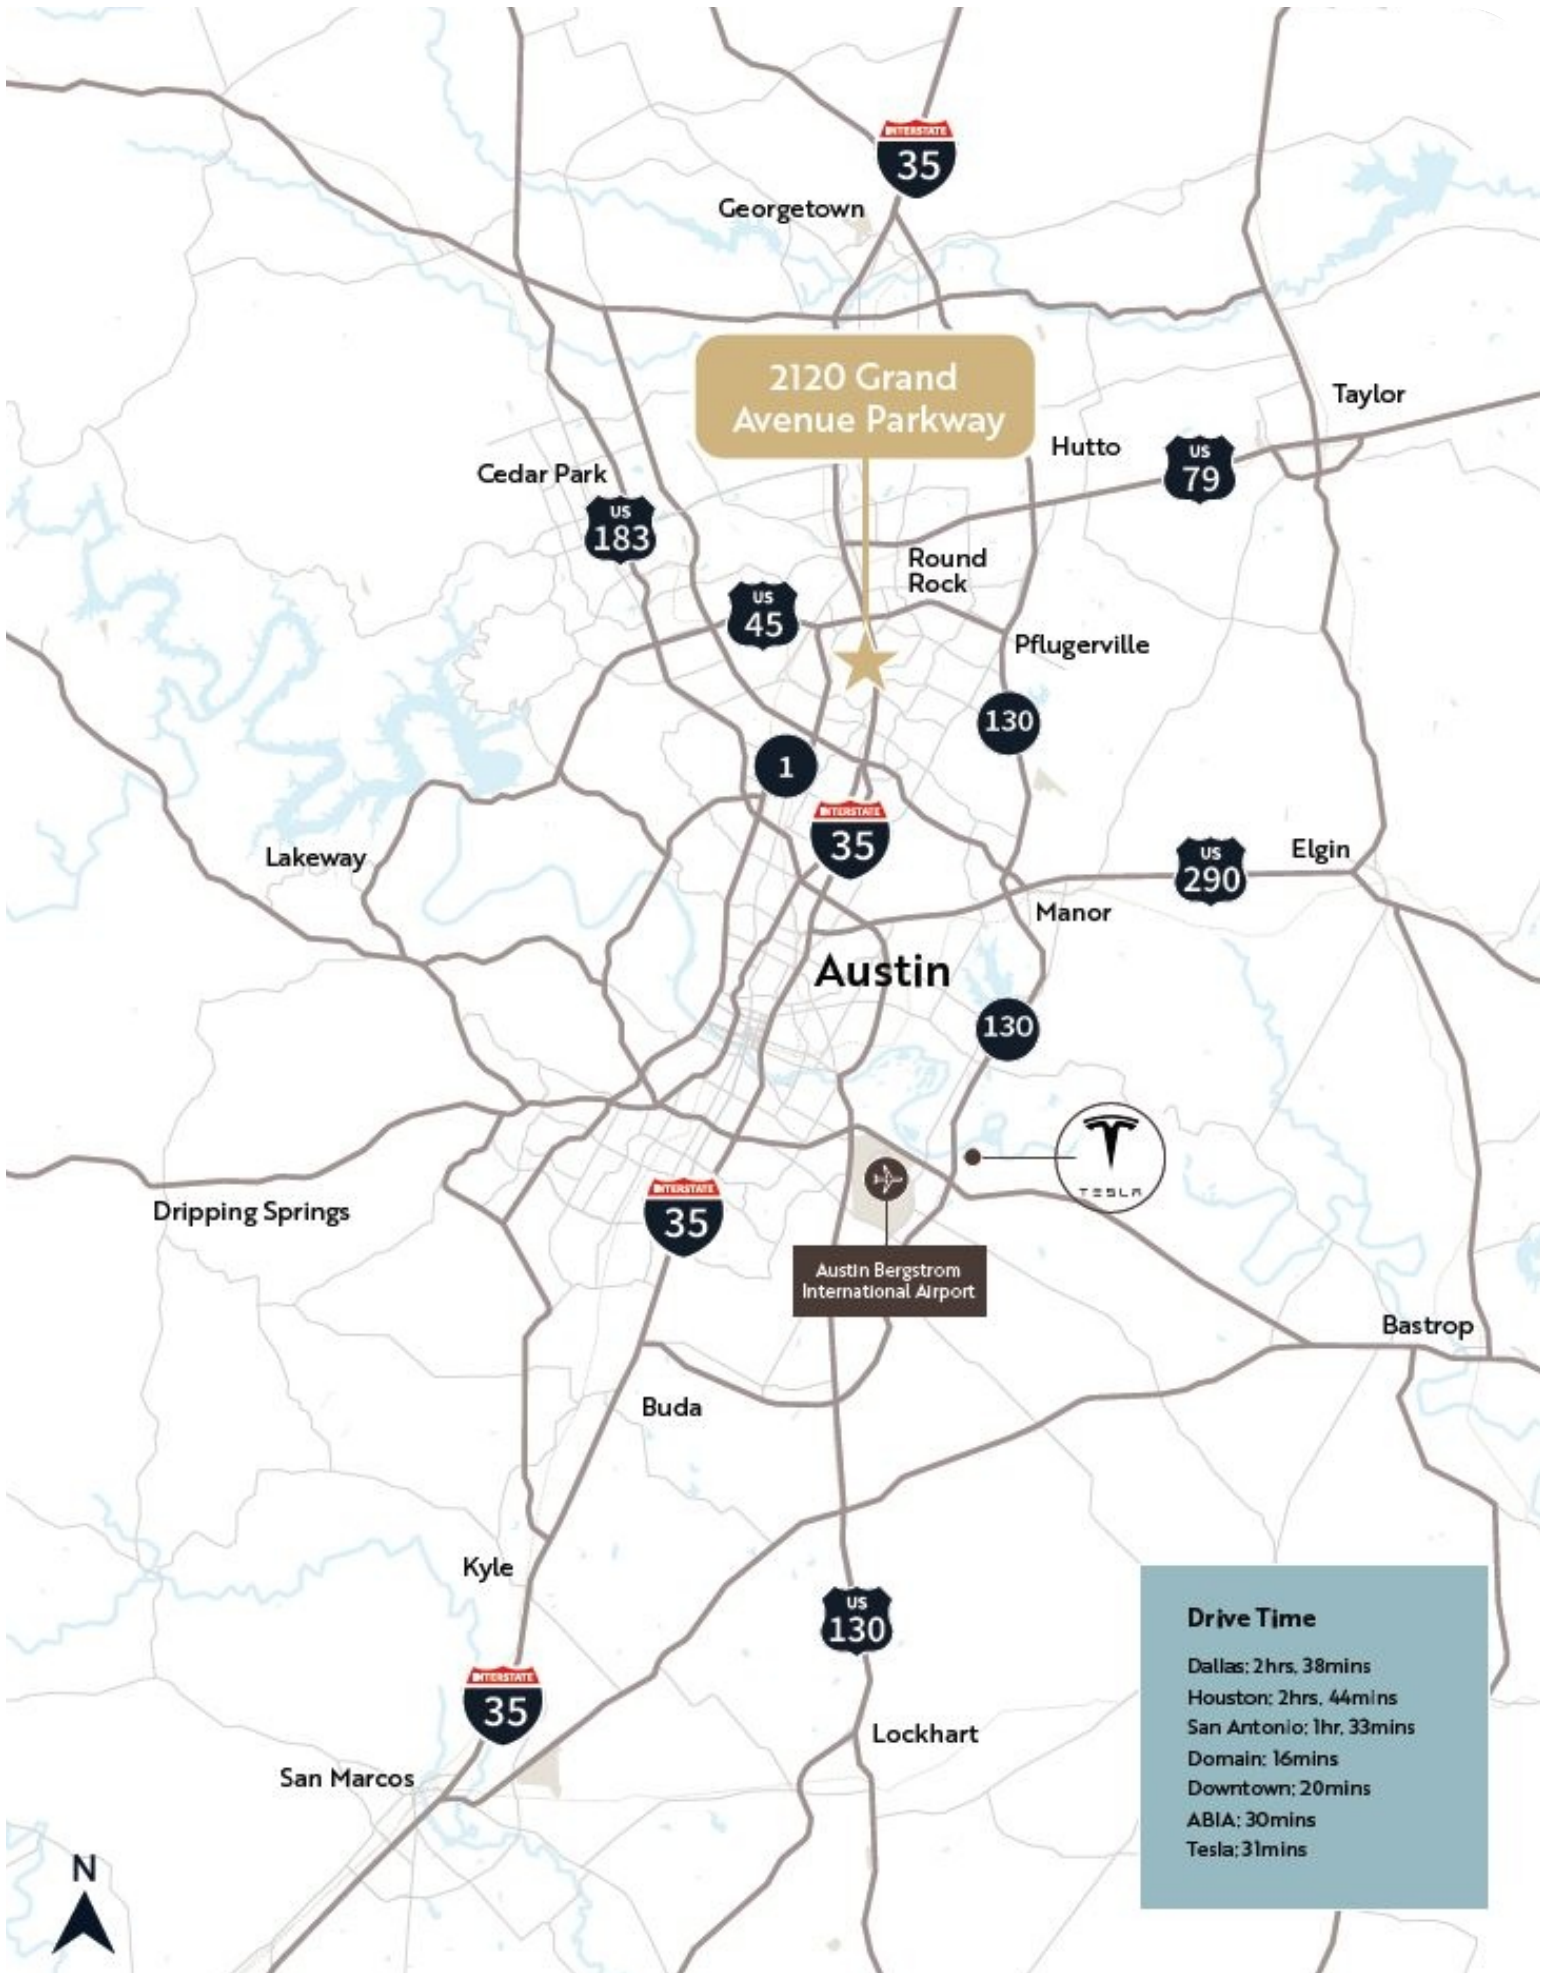 INTERSTATE
35
Georgetown
2120 Grand
Avenue Parkway
Taylor
Hutto
US
79
Cedar Park
US
183
Round
Rock
US
45
Pflugerville
130
1
INTERSTATE
35
Lakeway
US
290
Elgin
Manor
Austin
130
TESLA
Dripping Springs
INTERSTATE
35
Austin Bergstrom
International Airport
Bastrop
Buda
Kyle
US
130
INTERSTATE
35
Lockhart
San Marcos
Drive Time
Dallas: 2hrs, 38mins
Houston: 2hrs, 44mins
San Antonio: 1hr, 33mins
Domain: 16mins
Downtown: 20mins
ABIA: 30mins
Tesla: 31mins
N